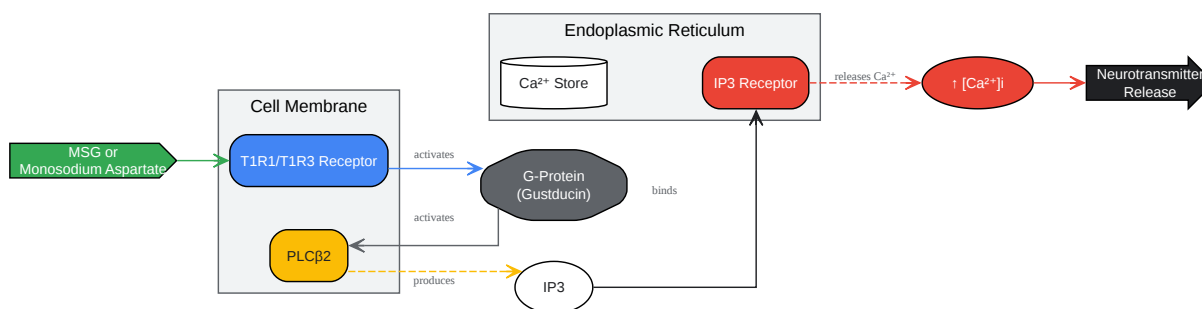 Endoplasmic Reticulum
Ca²⁺ Store
IP3 Receptor
releases Ca²⁺
↑ [Ca²⁺]i
Neurotransmitter
Release
Cell Membrane
MSG or
Monosodium Aspartate
T1R1/T1R3 Receptor
activates
G-Protein
(Gustducin)
binds
activates
PLCβ2
produces
IP3